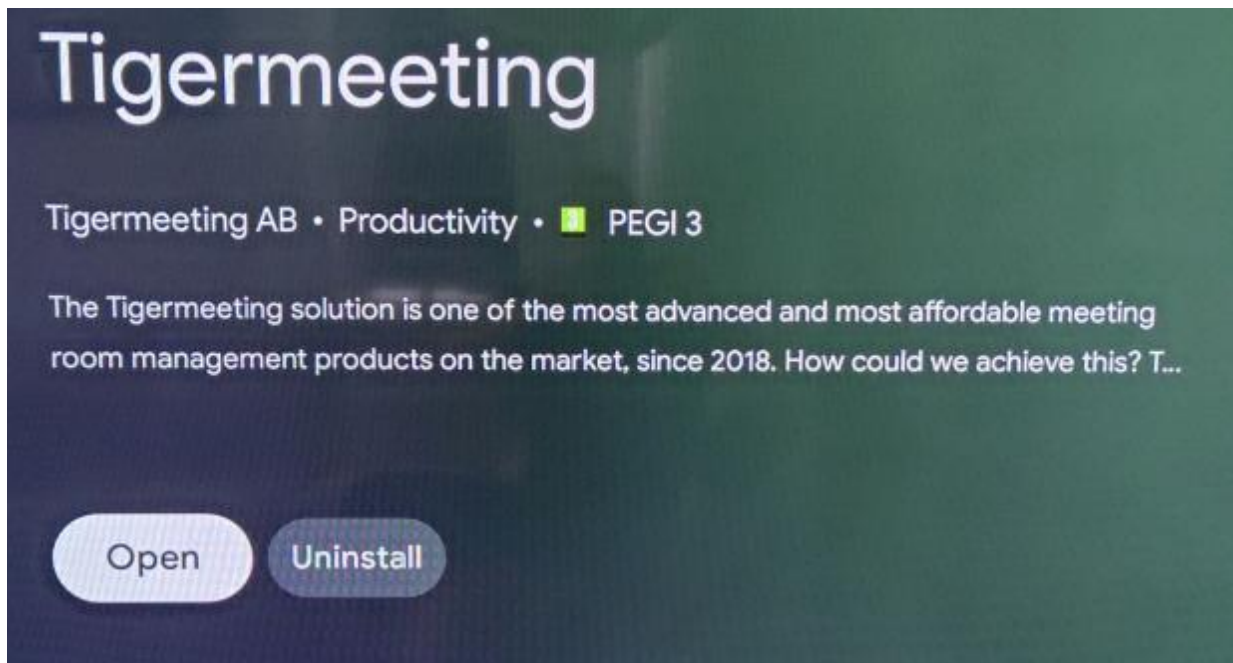 Tigermeeting
Tigermeeting AB • Productivity • 3 PEGI 3
The Tigermeeting solution is one of the most advanced and most affordable meeting
room management products on the market, since 2018. How could we achieve this? T...
Open Uninstall